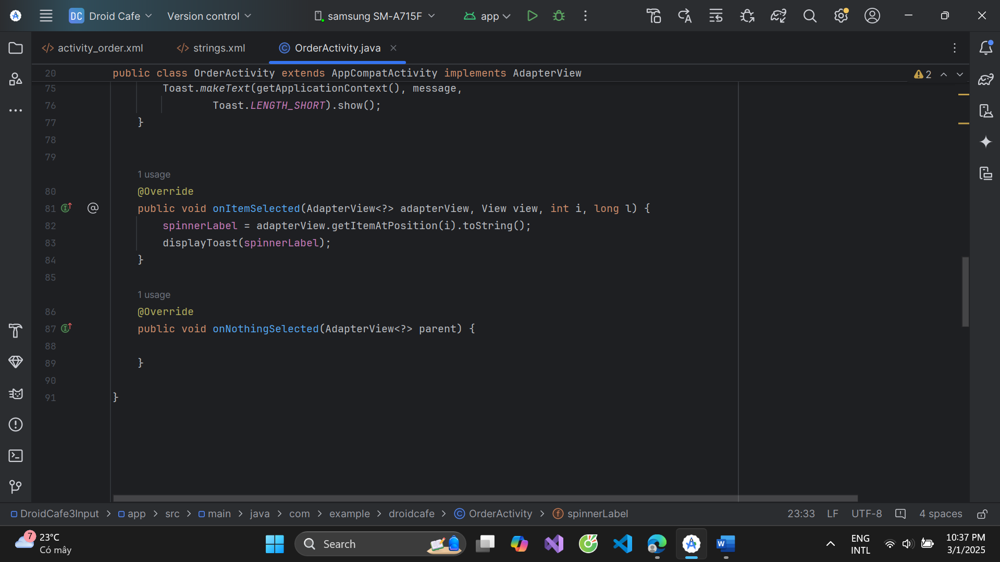 DC Droid Cafe Version control samsung SM-A715F app
activity_order.xml strings.xml OrderActivity.java
20 public class OrderActivity extends AppCompatActivity implements AdapterView 2
75 Toast.makeText(getApplicationContext(), message,
76 Toast.LENGTH_SHORT).show();
77 }
78
79
1 usage
80 @Override
81 @ public void onItemSelected(AdapterView<?> adapterView, View view, int i, long l) {
82 spinnerLabel = adapterView.getItemAtPosition(i).toString();
83 displayToast(spinnerLabel);
84 }
85
1 usage
86 @Override
87 public void onNothingSelected(AdapterView<?> parent) {
88
89 }
90
91 }
DroidCafe3Input > app > src > main > java > com > example > droidcafe > OrderActivity > spinnerLabel 23:33 LF UTF-8 4 spaces
7 23°C
Có mây
Search
ENG
INTL
10:37 PM
3/1/2025